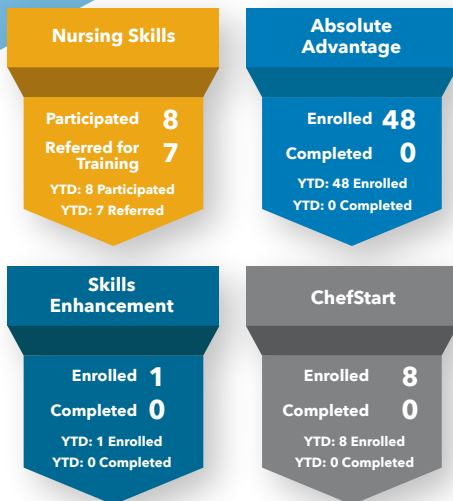 Nursing Skills
Participated 8
Referred for
Training 7
YTD: 8 Participated
YTD: 7 Referred
Absolute
Advantage
Enrolled 48
Completed 0
YTD: 48 Enrolled
YTD: 0 Completed
Skills
Enhancement
Enrolled 1
Completed 0
YTD: 1 Enrolled
YTD: 0 Completed
ChefStart
Enrolled 8
Completed 0
YTD: 8 Enrolled
YTD: 0 Completed